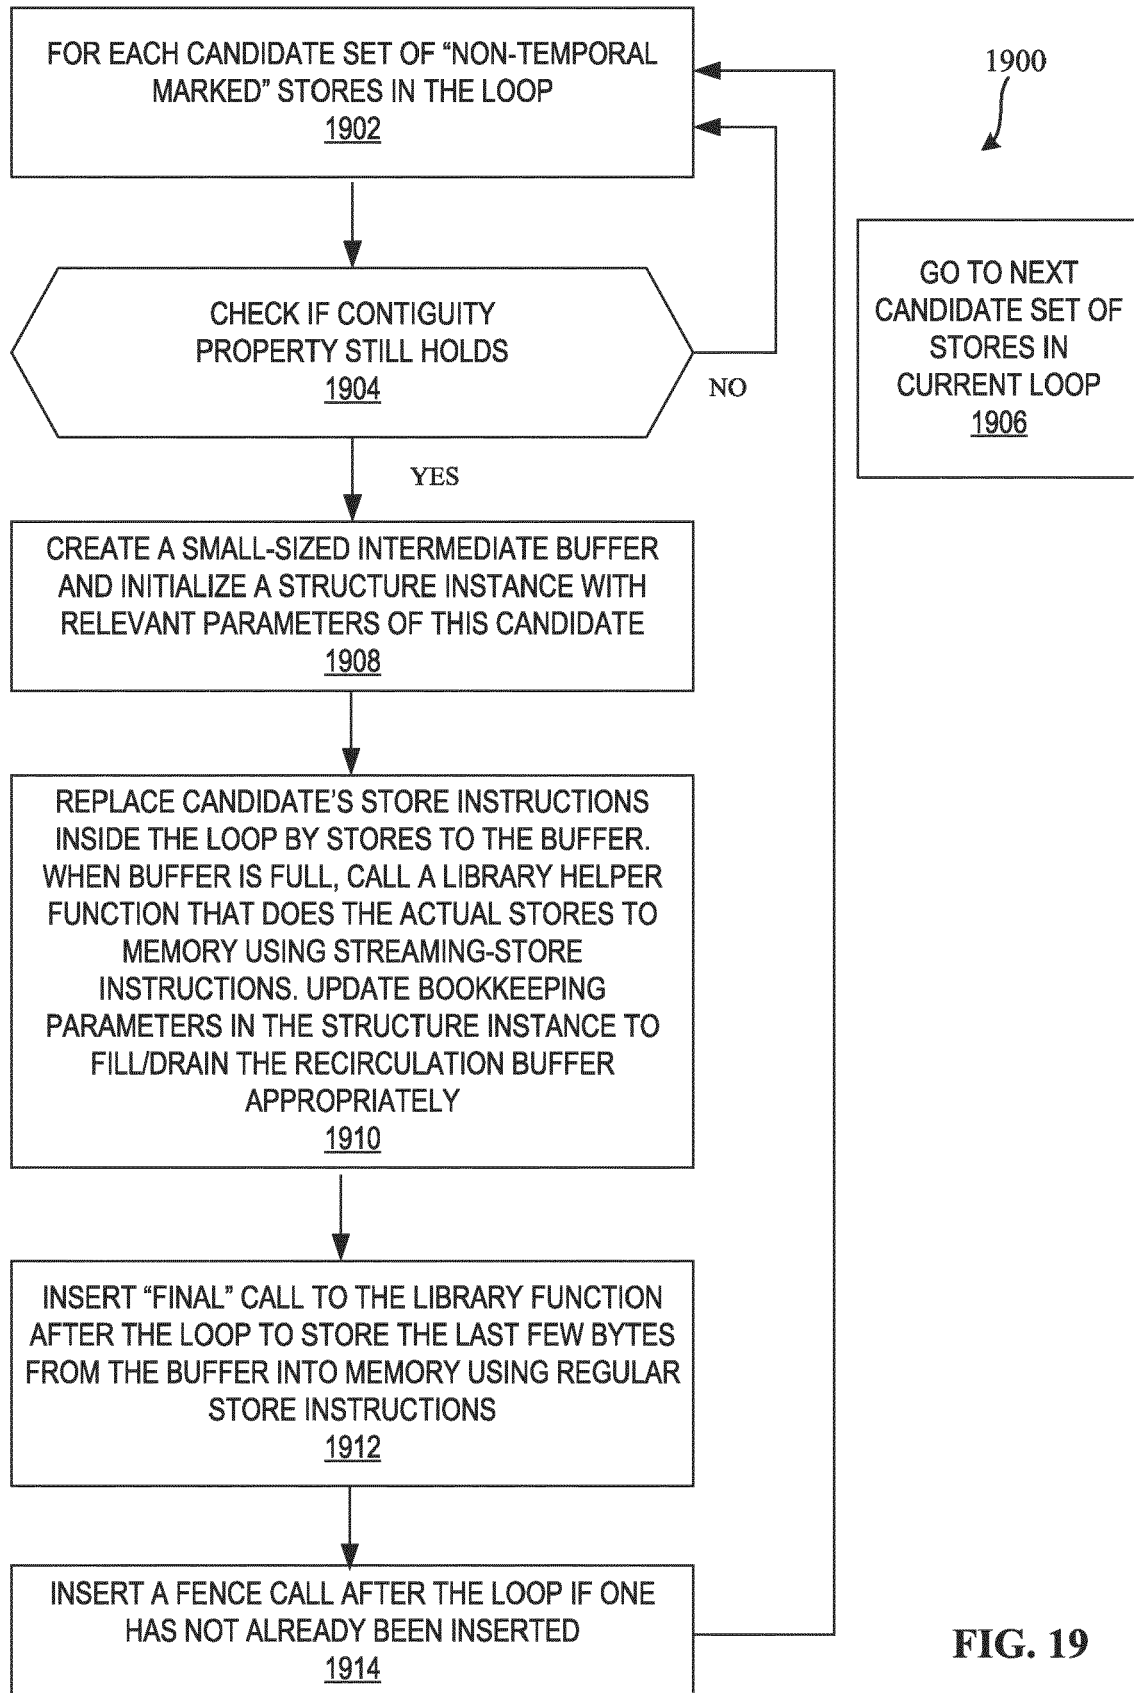 FOR EACH CANDIDATE SET OF “NON-TEMPORAL
MARKED” STORES IN THE LOOP
1902
1900
CHECK IF CONTIGUITY
PROPERTY STILL HOLDS
1904
NO
GO TO NEXT
CANDIDATE SET OF
STORES IN
CURRENT LOOP
1906
YES
CREATE A SMALL-SIZED INTERMEDIATE BUFFER
AND INITIALIZE A STRUCTURE INSTANCE WITH
RELEVANT PARAMETERS OF THIS CANDIDATE
1908
REPLACE CANDIDATE’S STORE INSTRUCTIONS
INSIDE THE LOOP BY STORES TO THE BUFFER.
WHEN BUFFER IS FULL, CALL A LIBRARY HELPER
FUNCTION THAT DOES THE ACTUAL STORES TO
MEMORY USING STREAMING-STORE
INSTRUCTIONS. UPDATE BOOKKEEPING
PARAMETERS IN THE STRUCTURE INSTANCE TO
FILL/DRAIN THE RECIRCULATION BUFFER
APPROPRIATELY
1910
INSERT “FINAL” CALL TO THE LIBRARY FUNCTION
AFTER THE LOOP TO STORE THE LAST FEW BYTES
FROM THE BUFFER INTO MEMORY USING REGULAR
STORE INSTRUCTIONS
1912
INSERT A FENCE CALL AFTER THE LOOP IF ONE
HAS NOT ALREADY BEEN INSERTED
1914
FIG. 19